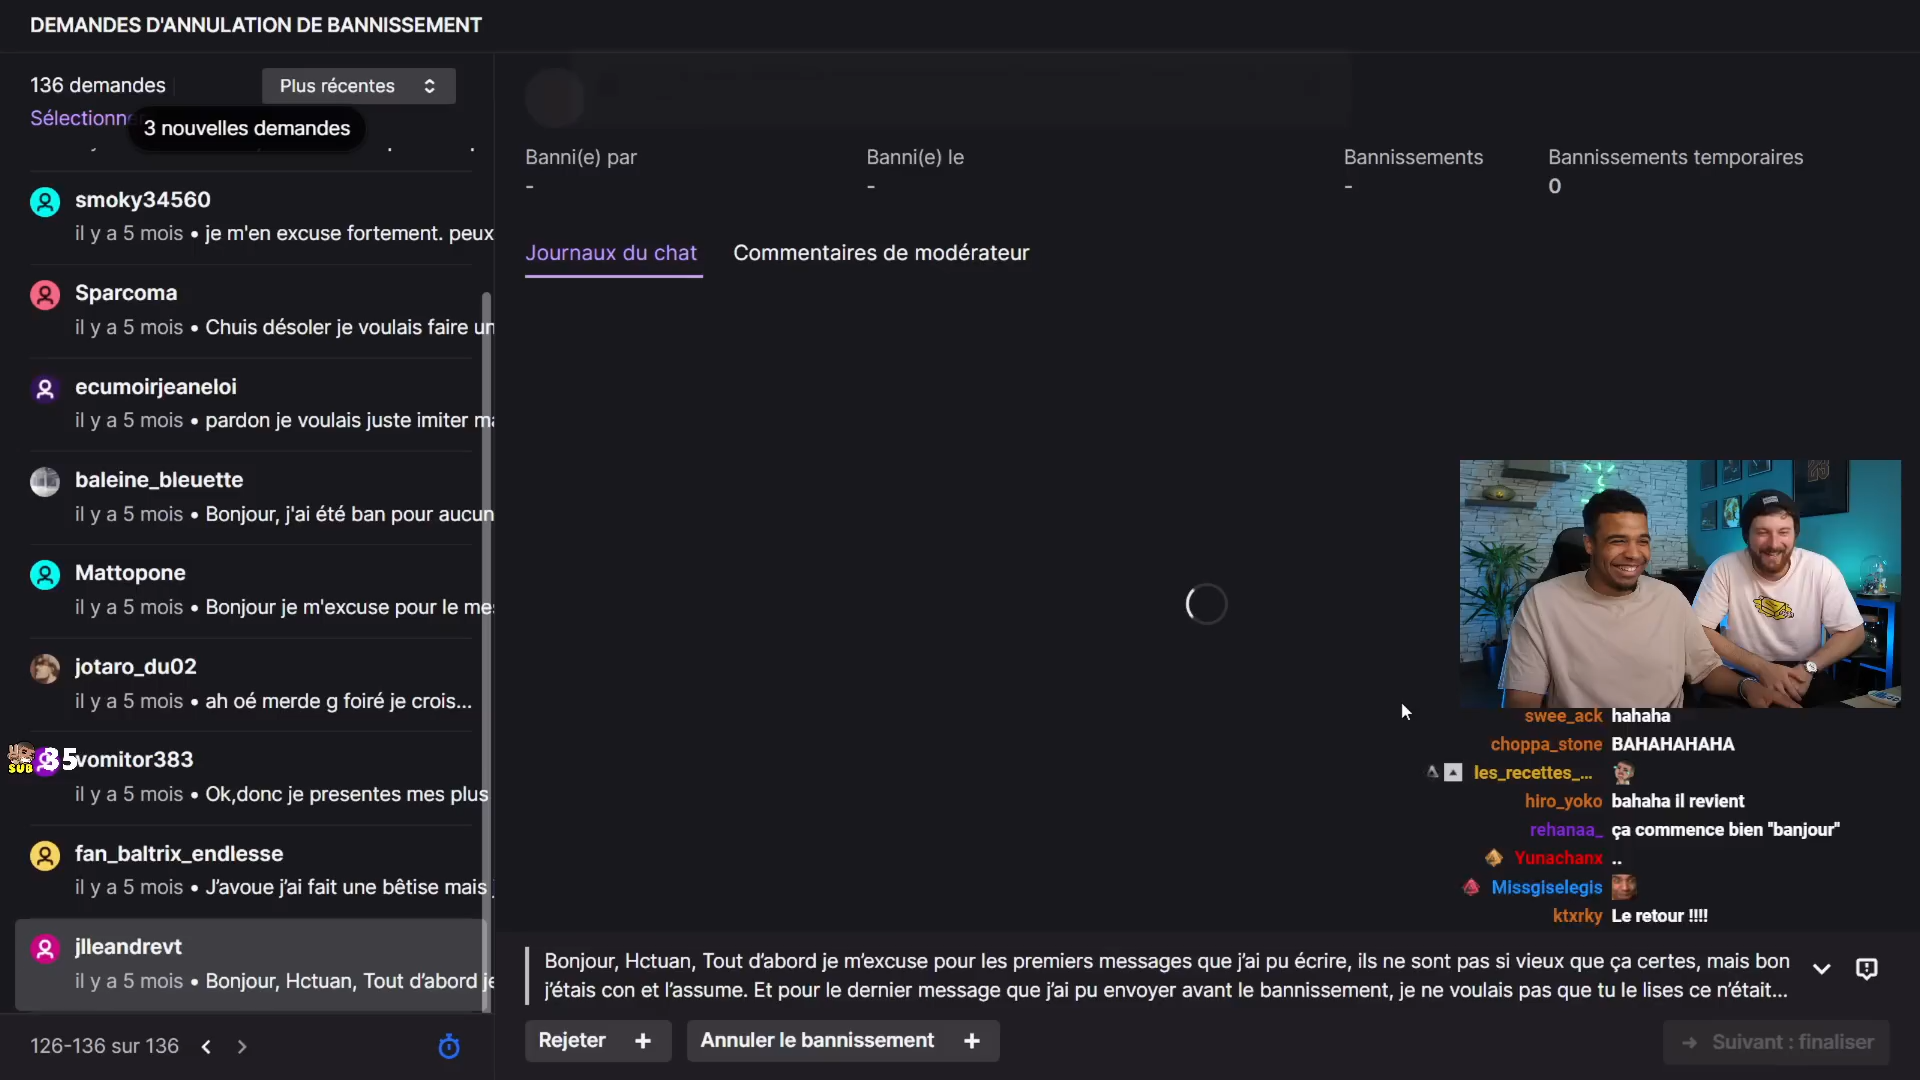 DEMANDES D'ANNULATION DE BANNISSEMENT
136 demandes
Plus récentes
Sélectionne
3 nouvelles demandes
smoky34560
il y a 5 mois • je m'en excuse fortement. peux
Sparcoma
il y a 5 mois • Chuis désoler je voulais faire un
ecumoirjeaneloi
il y a 5 mois • pardon je voulais juste imiter ma
baleine_bleuette
il y a 5 mois • Bonjour, j'ai été ban pour aucun
Mattopone
il y a 5 mois • Bonjour je m'excuse pour le me
jotaro_du02
il y a 5 mois • ah oé merde g foiré je crois...
SUB 35
vomitor383
il y a 5 mois • Ok,donc je presentes mes plus
fan_baltrix_endlesse
il y a 5 mois • J'avoue j'ai fait une bêtise mais
jlleandrevt
il y a 5 mois • Bonjour, Hctuan, Tout d’abord je
126-136 sur 136
Banni(e) par
-
Banni(e) le
-
Bannissements
-
Bannissements temporaires
0
Journaux du chat
Commentaires de modérateur
23
swee_ack hahaha
choppa_stone BAHAHAHAHA
les_recettes_...
hiro_yoko bahaha il revient
rehanaa_ ça commence bien "banjour"
Yunachanx ..
Missgiselegis
ktxrky Le retour !!!!
Bonjour, Hctuan, Tout d’abord je m’excuse pour les premiers messages que j’ai pu écrire, ils ne sont pas si vieux que ça certes, mais bon
j’étais con et l’assume. Et pour le dernier message que j’ai pu envoyer avant le bannissement, je ne voulais pas que tu le lises ce n’était...
Rejeter +
Annuler le bannissement +
→ Suivant : finaliser